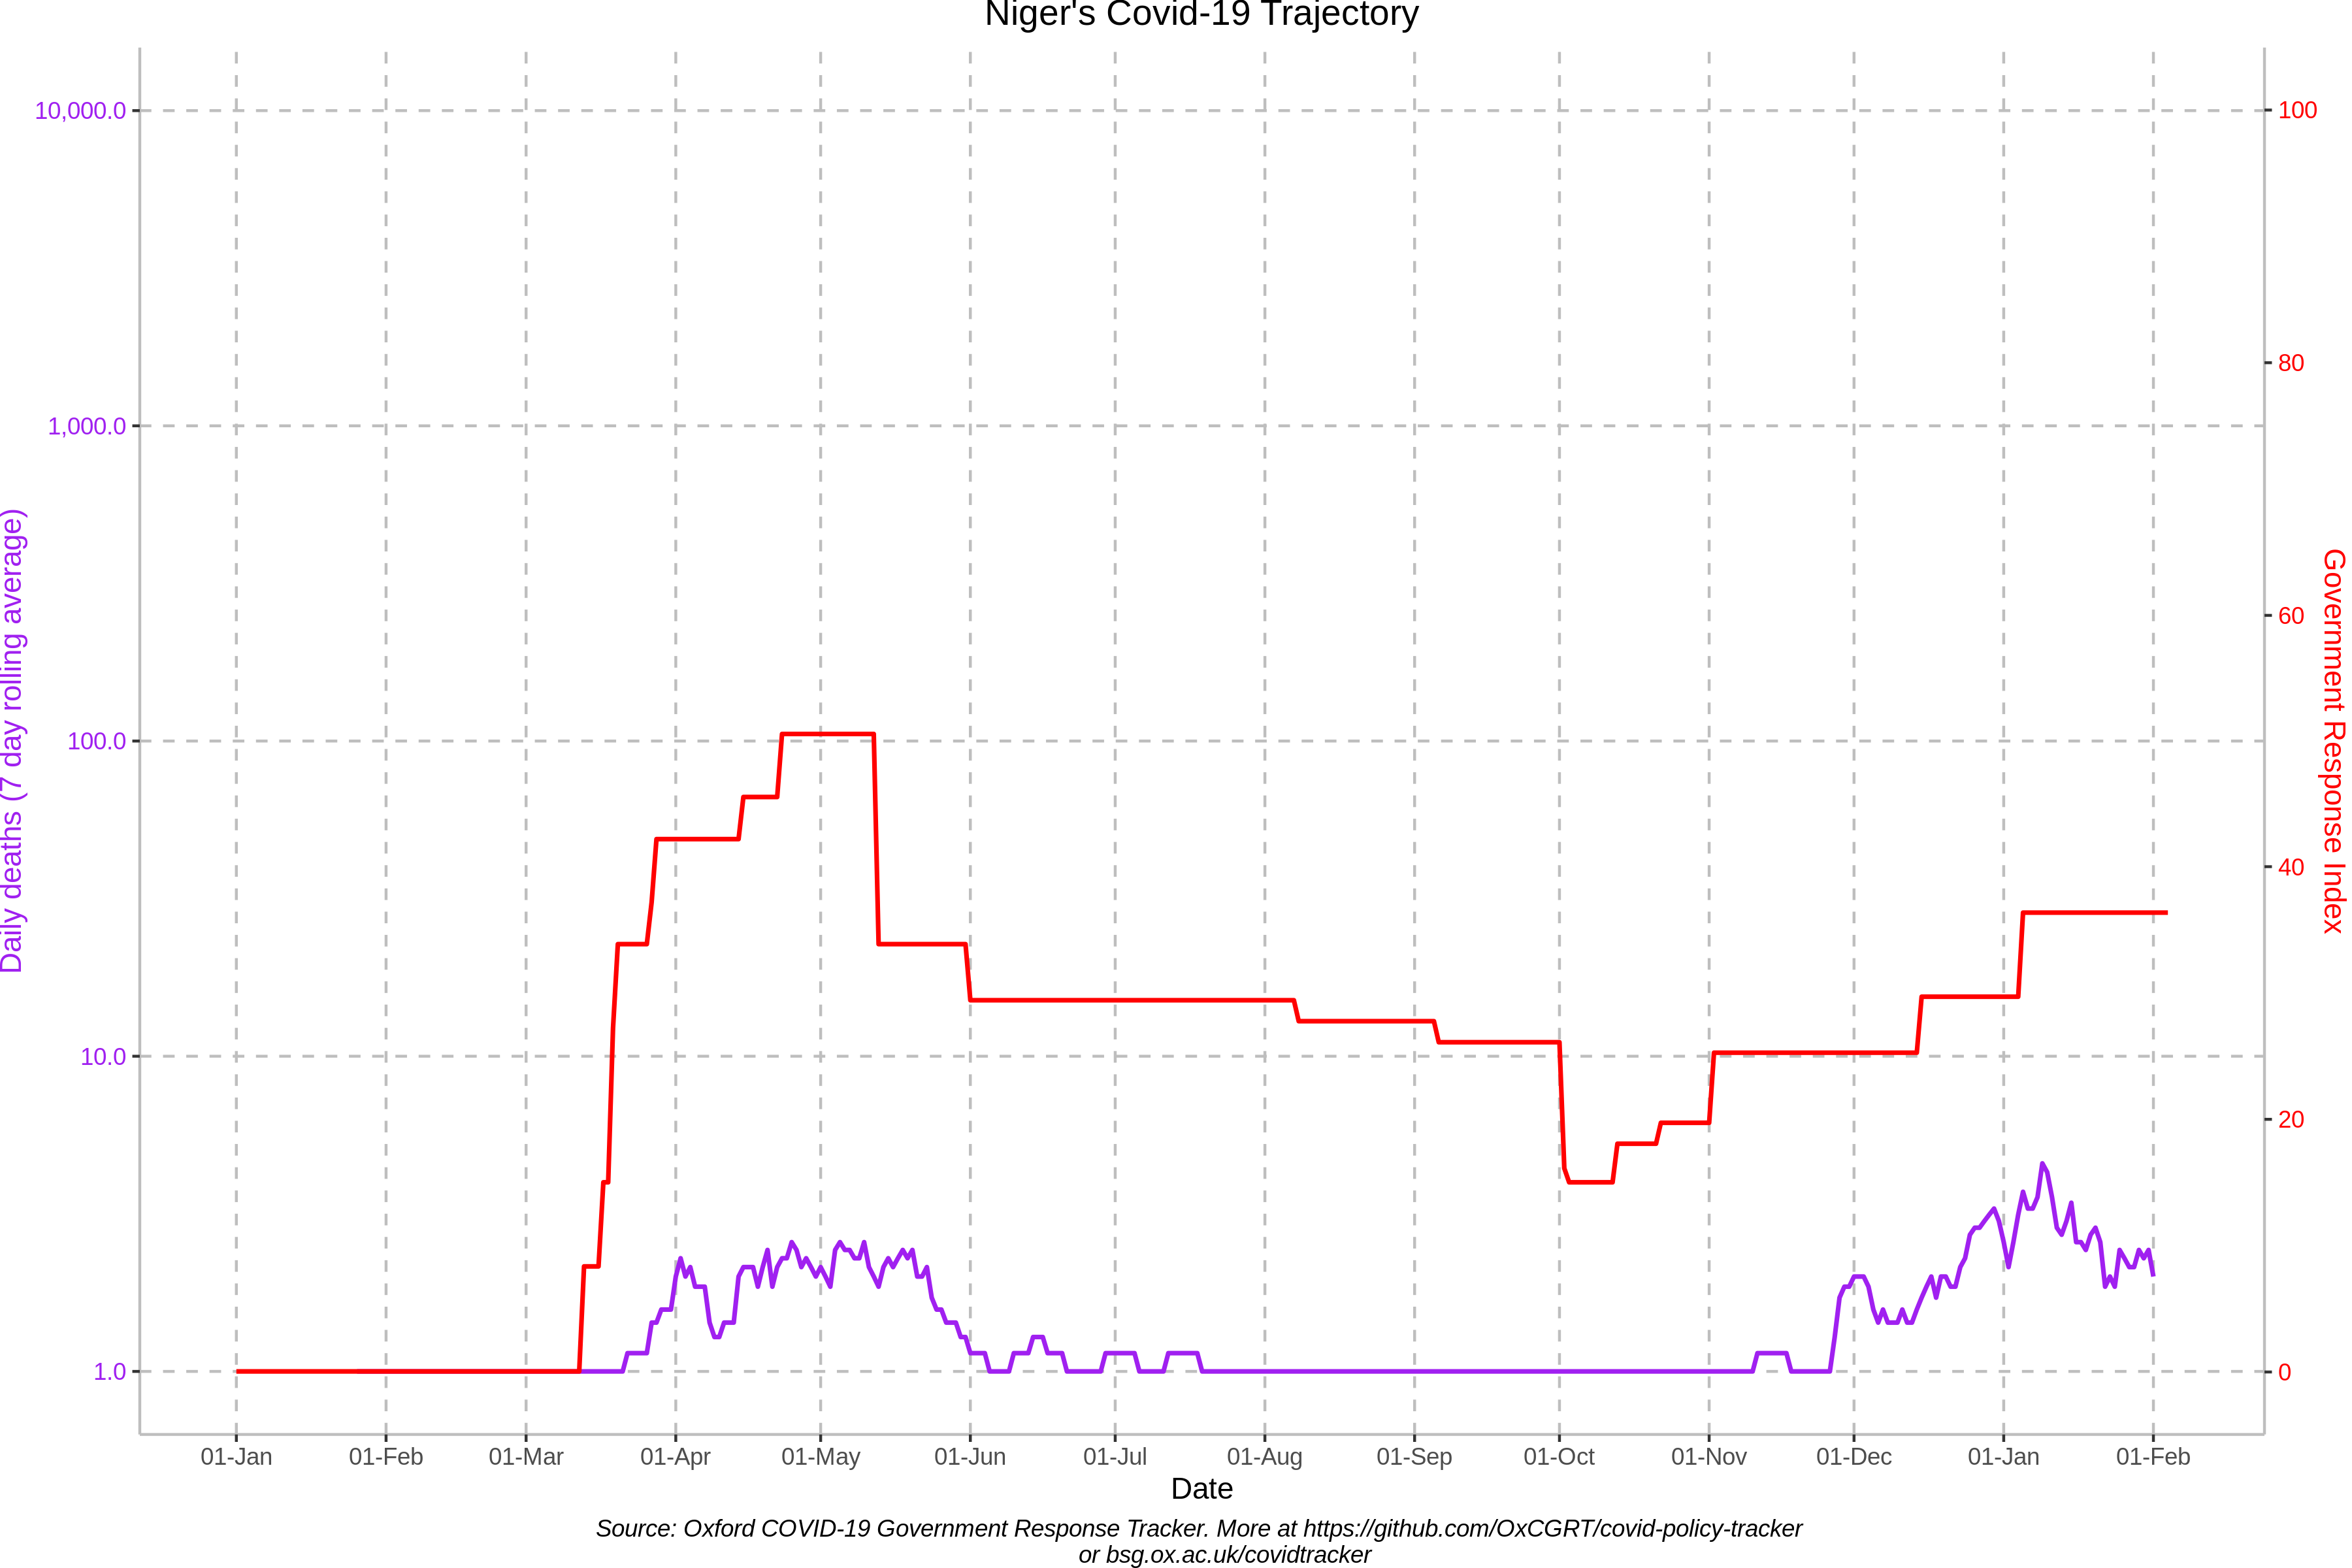 Niger's Covid-19 Trajectory
10,000.0
1,000.0
100.0
10.0
1.0
Daily deaths (7 day rolling average)
100
80
60
40
20
0
Government Response Index
01-Jan 01-Feb 01-Mar 01-Apr 01-May 01-Jun 01-Jul 01-Aug 01-Sep 01-Oct 01-Nov 01-Dec 01-Jan 01-Feb
Date
Source: Oxford COVID-19 Government Response Tracker. More at https://github.com/OxCGRT/covid-policy-tracker
or bsg.ox.ac.uk/covidtracker